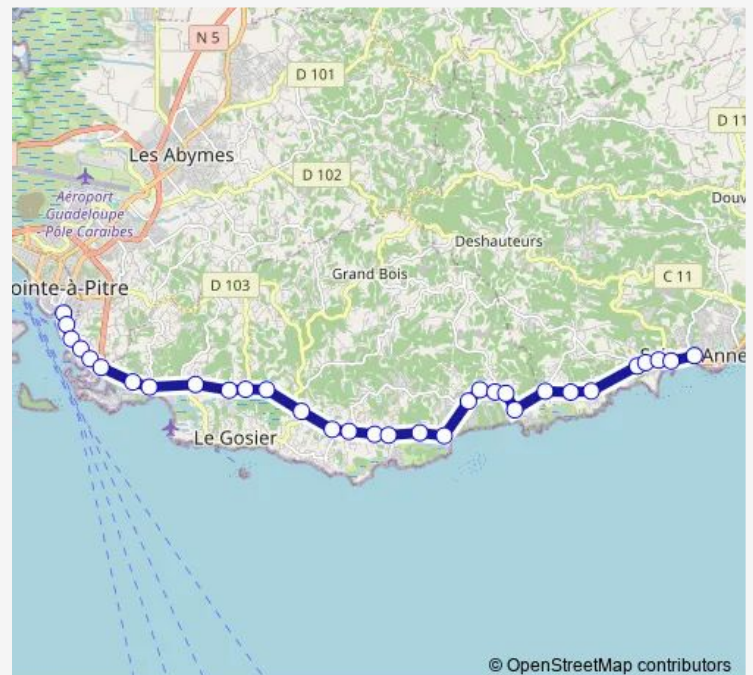 N 5
D 101
D 11
Les Abymes
D 102
Aéroport
Guadeloupe
- Pôle Caraïbes
Douv
Deshauteurs
Grand Bois
C 11
ointe-à-Pitre
D 103
Anne
Le Gosier
© OpenStreetMap contributors